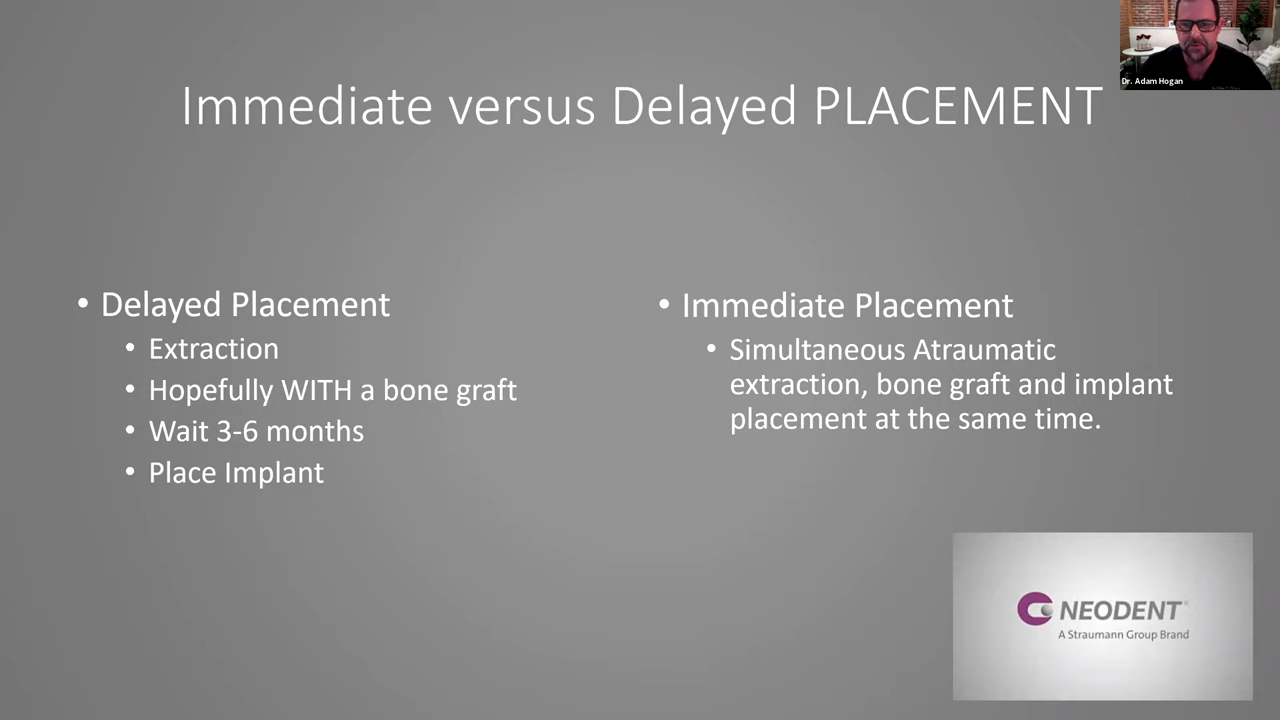 Dr. Adam Hogan
Immediate versus Delayed PLACEMENT
• Delayed Placement
• Extraction
• Hopefully WITH a bone graft
• Wait 3-6 months
• Place Implant
• Immediate Placement
• Simultaneous Atraumatic
extraction, bone graft and implant
placement at the same time.
NEODENT®
A Straumann Group Brand